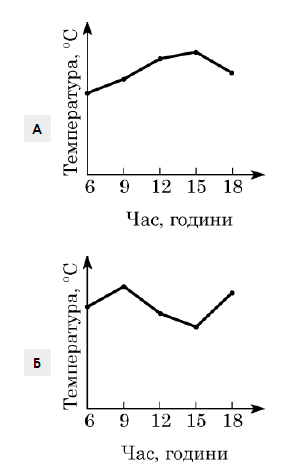 Температура, °C
А
6 9 12 15 18
Час, години
Температура, °C
Б
6 9 12 15 18
Час, години